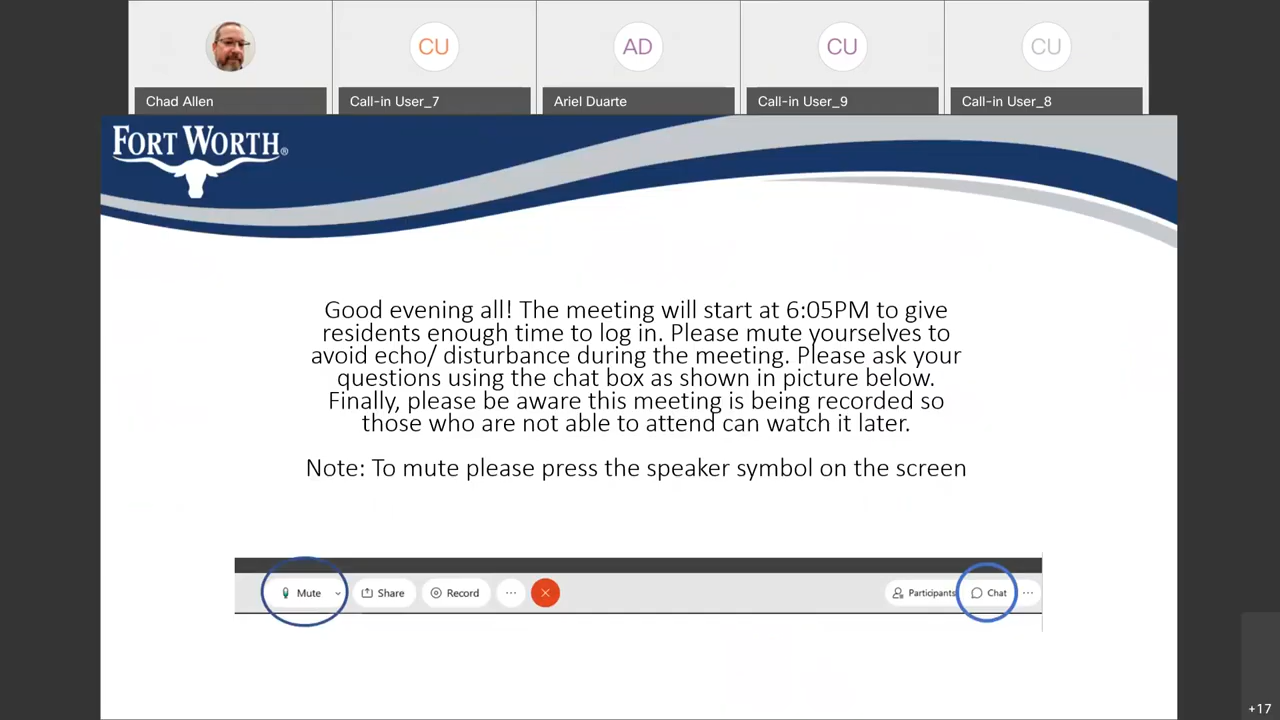 CU
AD
CU
CU
Chad Allen
Call-in User_7
Ariel Duarte
Call-in User_9
Call-in User_8
FORT WORTH®
Good evening all! The meeting will start at 6:05PM to give
residents enough time to log in. Please mute yourselves to
avoid echo/ disturbance during the meeting. Please ask your
questions using the chat box as shown in picture below.
Finally, please be aware this meeting is being recorded so
those who are not able to attend can watch it later.
Note: To mute please press the speaker symbol on the screen
Mute
Share
Record
Participants
Chat
+17